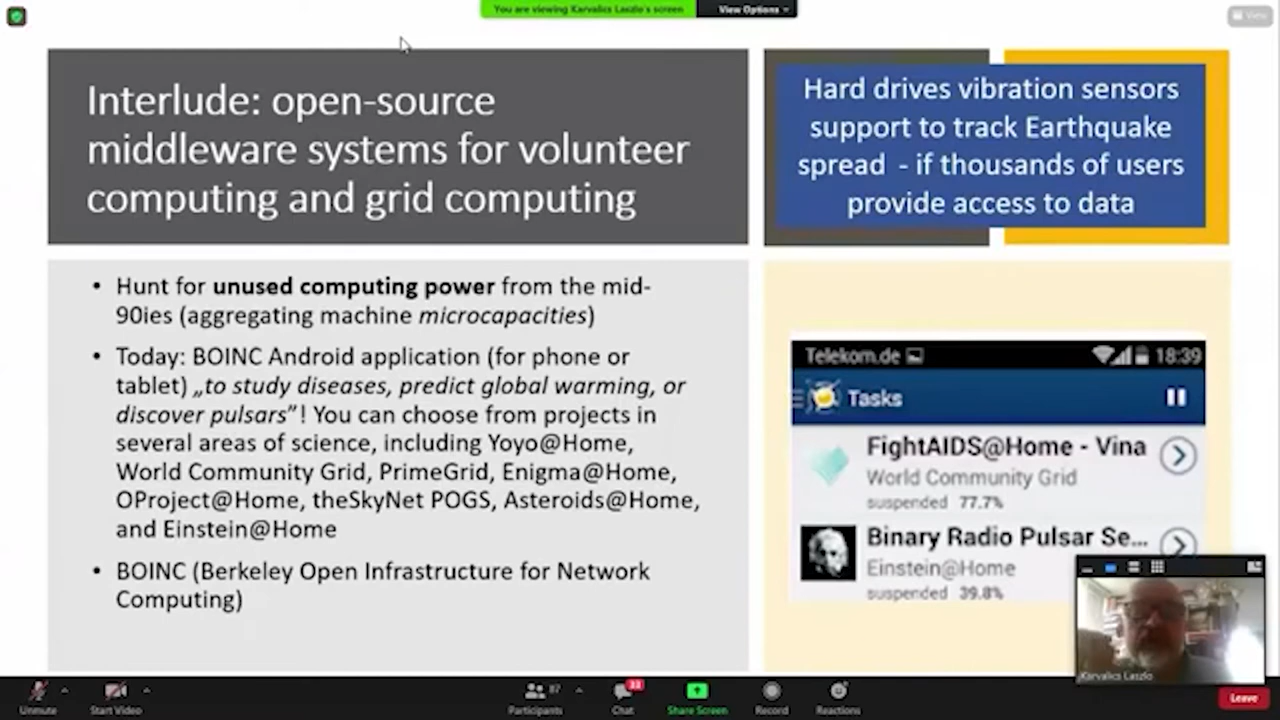 You are viewing Karvalics Laszlo's screen
View Options
View
Interlude: open-source
middleware systems for volunteer
computing and grid computing
Hard drives vibration sensors
support to track Earthquake
spread - if thousands of users
provide access to data
• Hunt for unused computing power from the mid-
90ies (aggregating machine microcapacities)
• Today: BOINC Android application (for phone or
tablet) „to study diseases, predict global warming, or
discover pulsars”! You can choose from projects in
several areas of science, including Yoyo@Home,
World Community Grid, PrimeGrid, Enigma@Home,
OProject@Home, theSkyNet POGS, Asteroids@Home,
and Einstein@Home
• BOINC (Berkeley Open Infrastructure for Network
Computing)
Telekom.de 18:39
Tasks
FightAIDS@Home - Vina
World Community Grid
suspended 77.7%
Binary Radio Pulsar Se...
Einstein@Home
suspended 39.8%
Karvalics Laszlo
Unmute
Start Video
Participants 87
Chat 33
Share Screen
Record
Reactions
Leave